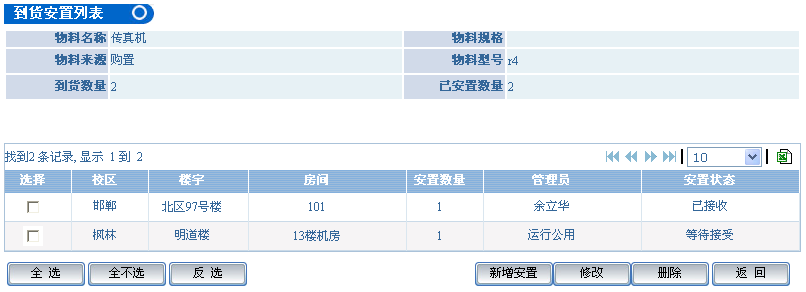 到货安置列表
物料名称 传真机 物料规格
物料来源 购置 物料型号 r4
到货数量 2 已安置数量 2
找到2 条记录, 显示 1 到 2 10
选择 校区 楼宇 房间 安置数量 管理员 安置状态
邯郸 北区97号楼 101 1 余立华 已接收
枫林 明道楼 13楼机房 1 运行公用 等待接受
全 选 全不选 反 选 新增安置 修改 删除 返 回